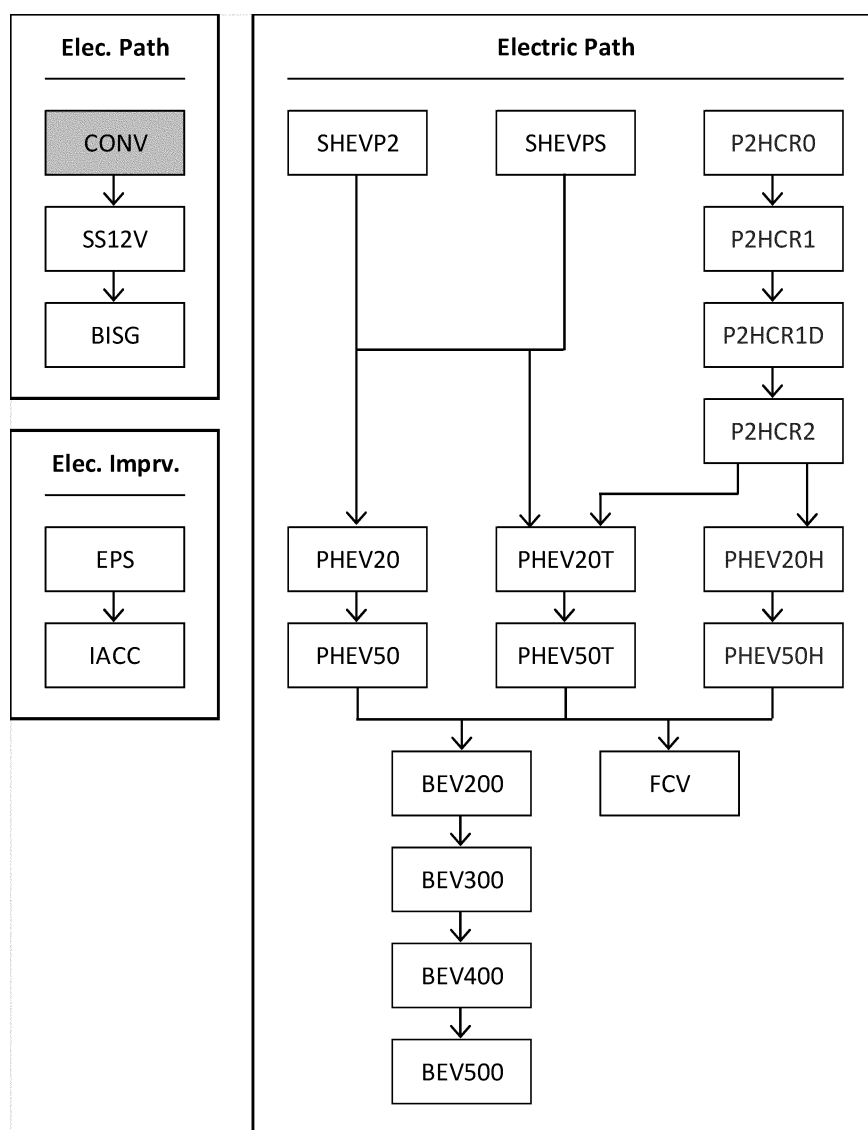 Elec. Path
CONV
SS12V
BISG
Elec. Imprv.
EPS
IACC
Electric Path
SHEVP2
SHEVPS
P2HCR0
P2HCR1
P2HCR1D
P2HCR2
PHEV20
PHEV20T
PHEV20H
PHEV50
PHEV50T
PHEV50H
BEV200
FCV
BEV300
BEV400
BEV500